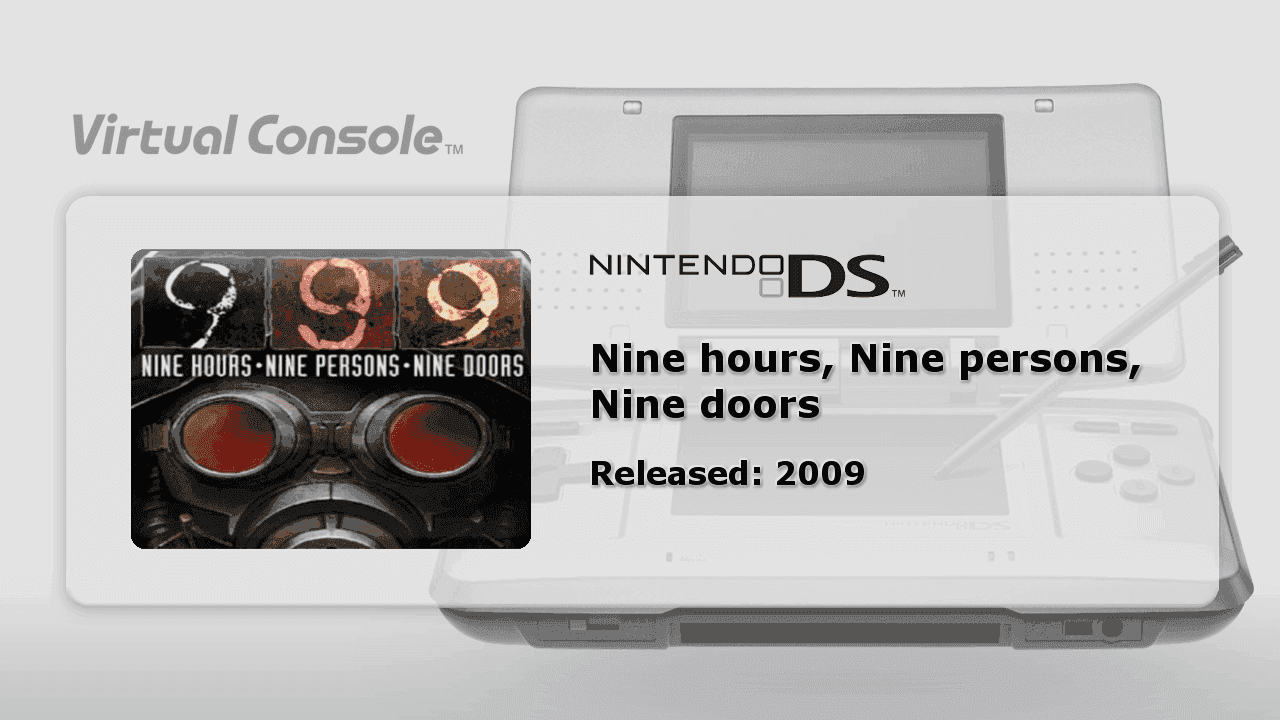 Virtual Console™
999
NINE HOURS • NINE PERSONS • NINE DOORS
NINTENDO DS™
Nine hours, Nine persons,
Nine doors
Released: 2009